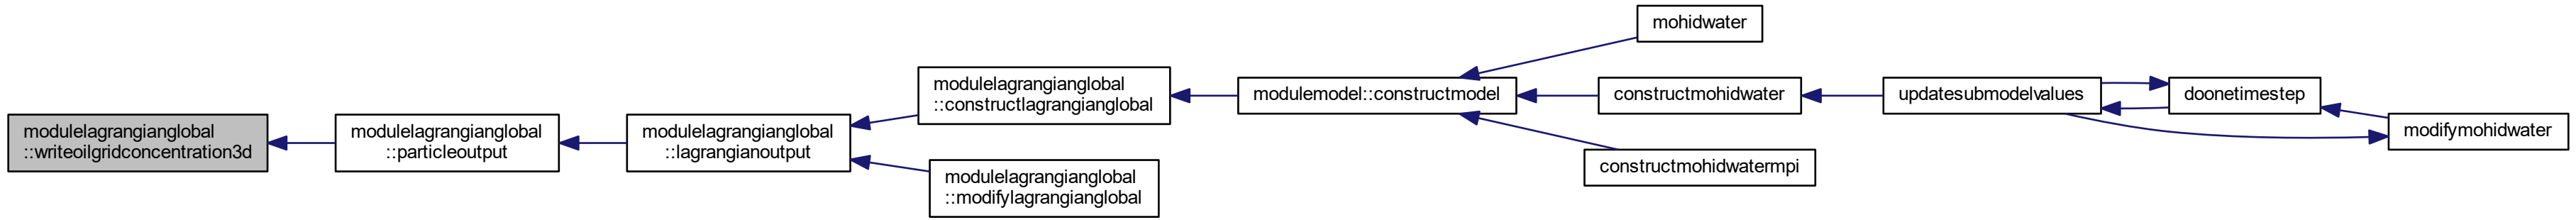 modulelagrangianglobal
::writeoilgridconcentration3d
modulelagrangianglobal
::particleoutput
modulelagrangianglobal
::lagrangianoutput
modulelagrangianglobal
::constructlagrangianglobal
modulelagrangianglobal
::modifylagrangianglobal
modulemodel::constructmodel
mohidwater
constructmohidwater
constructmohidwatermpi
updatesubmodelvalues
doonetimestep
modifymohidwater